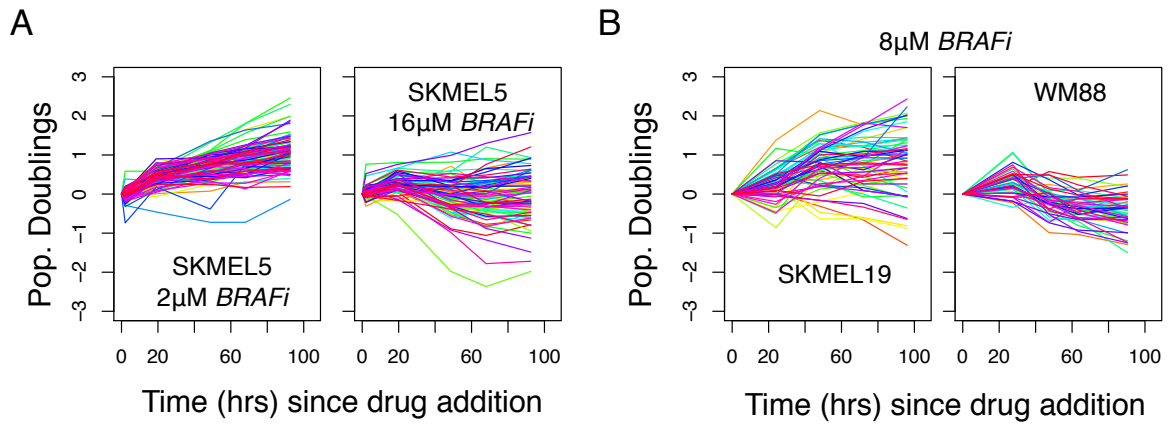 A
B
8μM BRAFi
Pop. Doublings
3
2
1
0
−1
−2
−3
SKMEL5
2μM BRAFi
SKMEL5
16μM BRAFi
0 20 60 100
0 20 60 100
Time (hrs) since drug addition
Pop. Doublings
3
2
1
0
−1
−2
−3
SKMEL19
WM88
0 20 60 100
0 20 60 100
Time (hrs) since drug addition